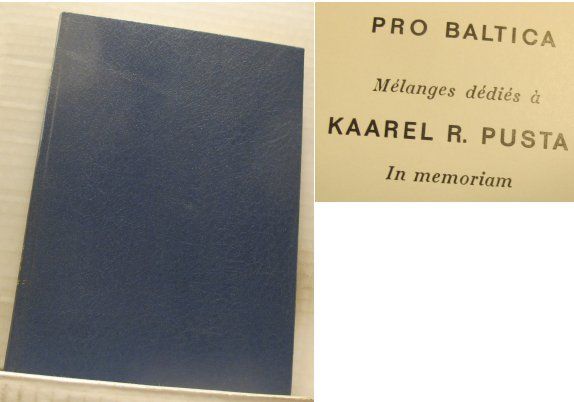 PRO BALTICA
Mélanges dédiés à
KAAREL R. PUSTA
In memoriam